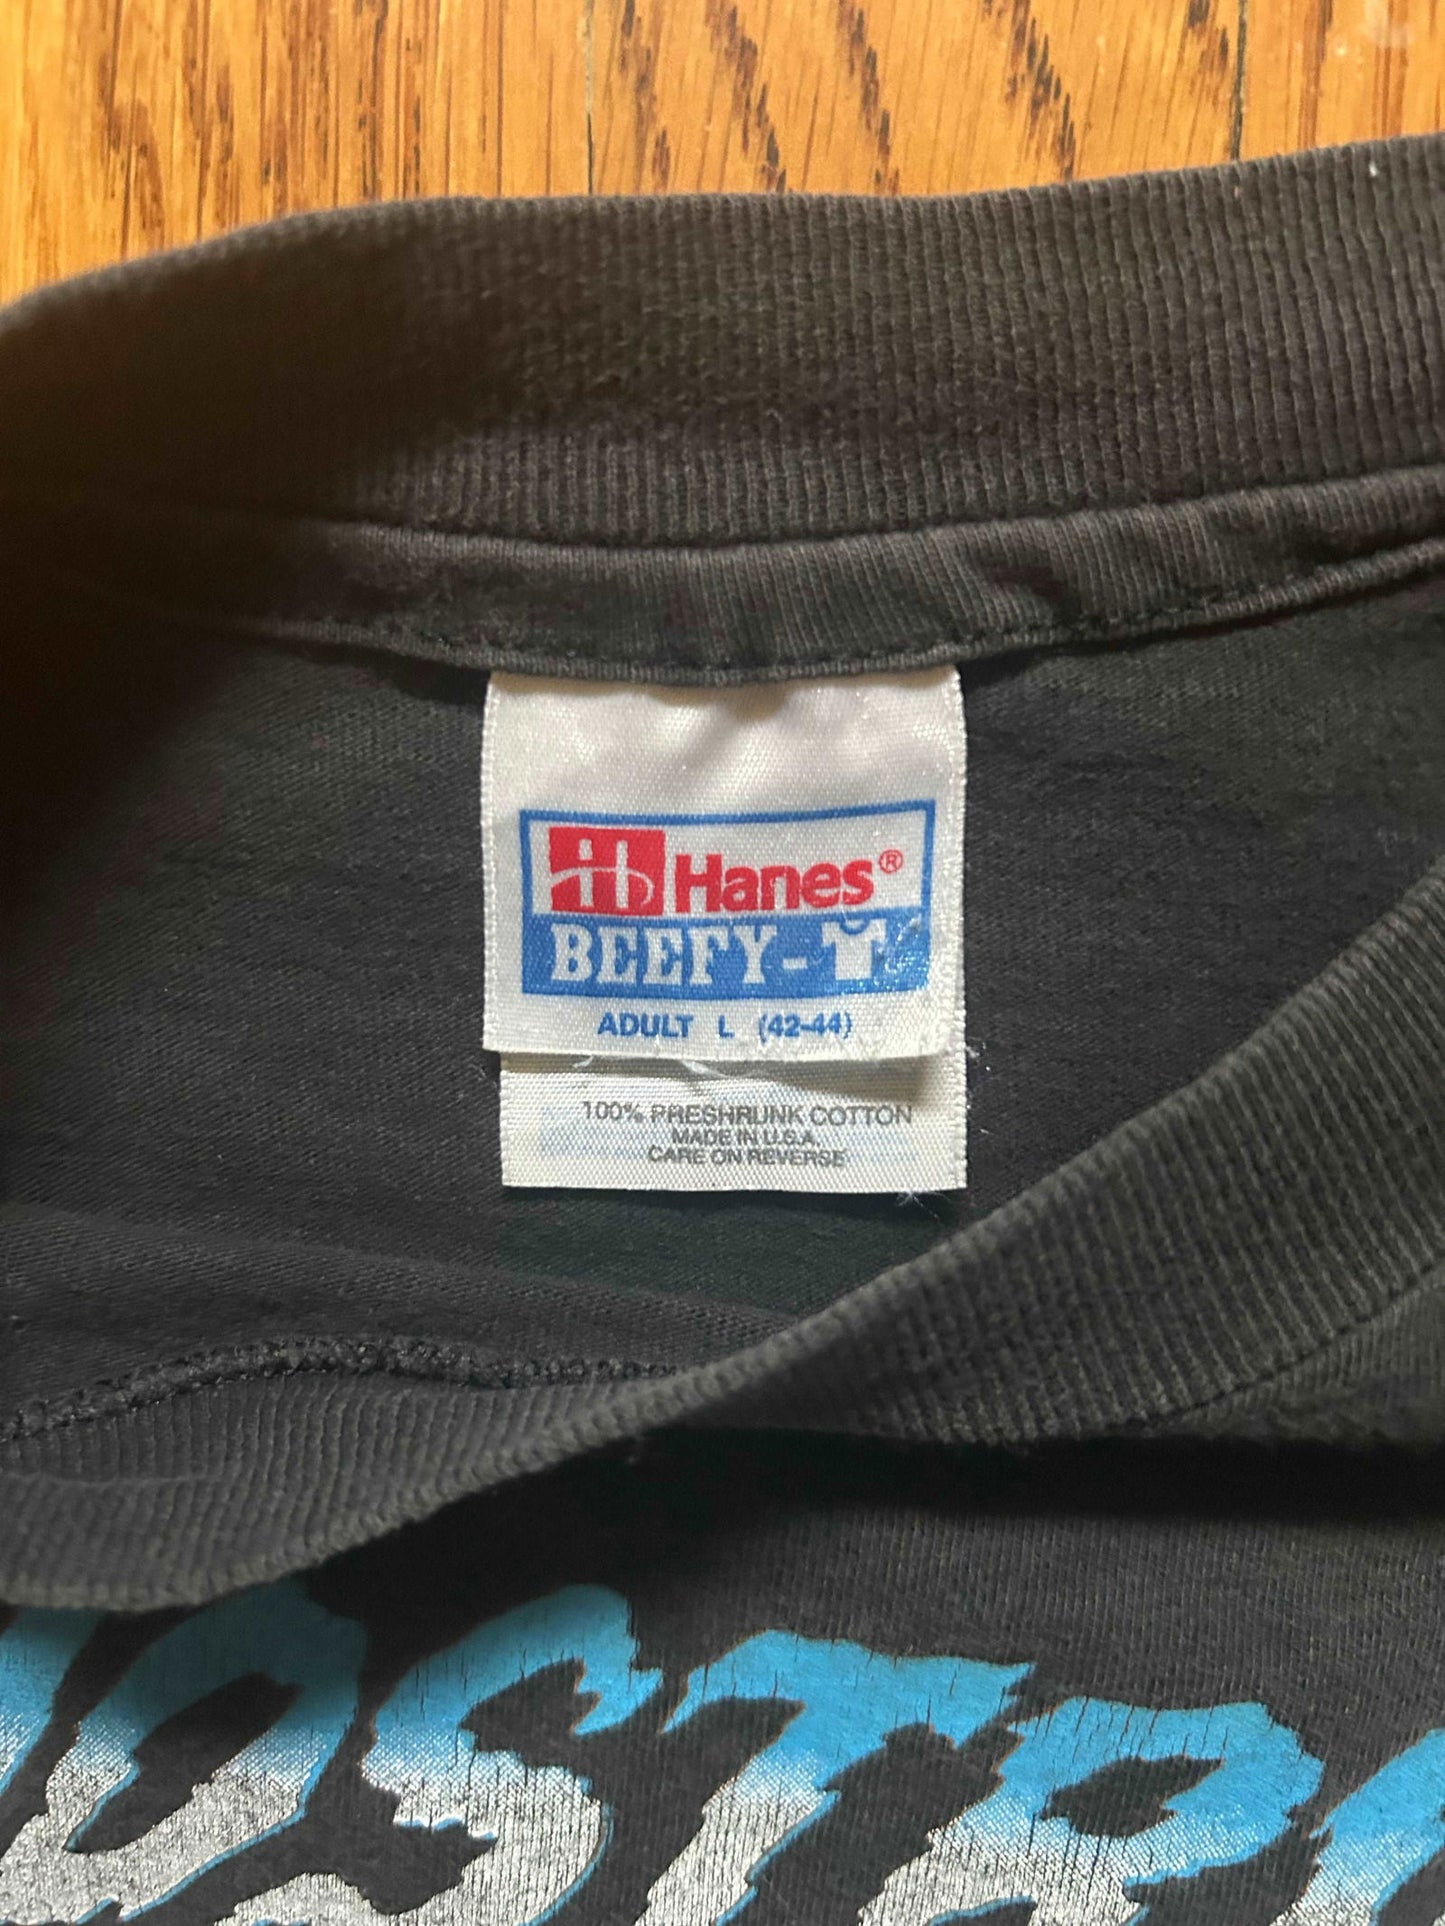 Hanes®
BEEFY-T
ADULT L (42-44)
100% PRESHRUNK COTTON
MADE IN U.S.A.
CARE ON REVERSE